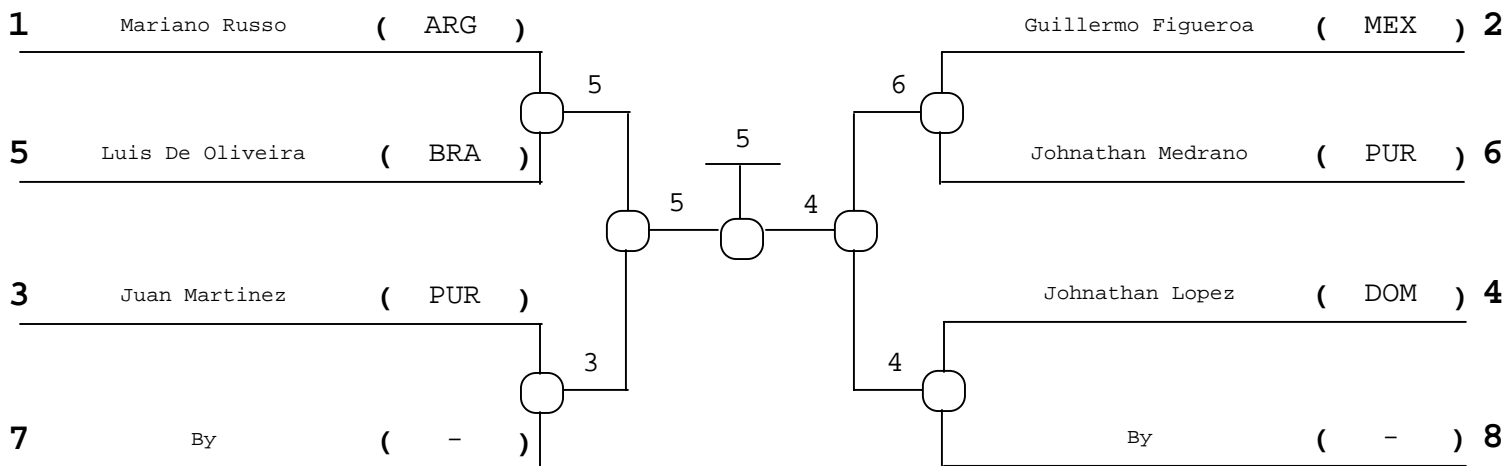 1 Mariano Russo ( ARG ) Guillermo Figueroa ( MEX ) 2
5 6
5
5 Luis De Oliveira ( BRA ) Johnathan Medrano ( PUR ) 6
5 4
3 Juan Martinez ( PUR ) Johnathan Lopez ( DOM ) 4
3 4
7 By ( - ) By ( - ) 8